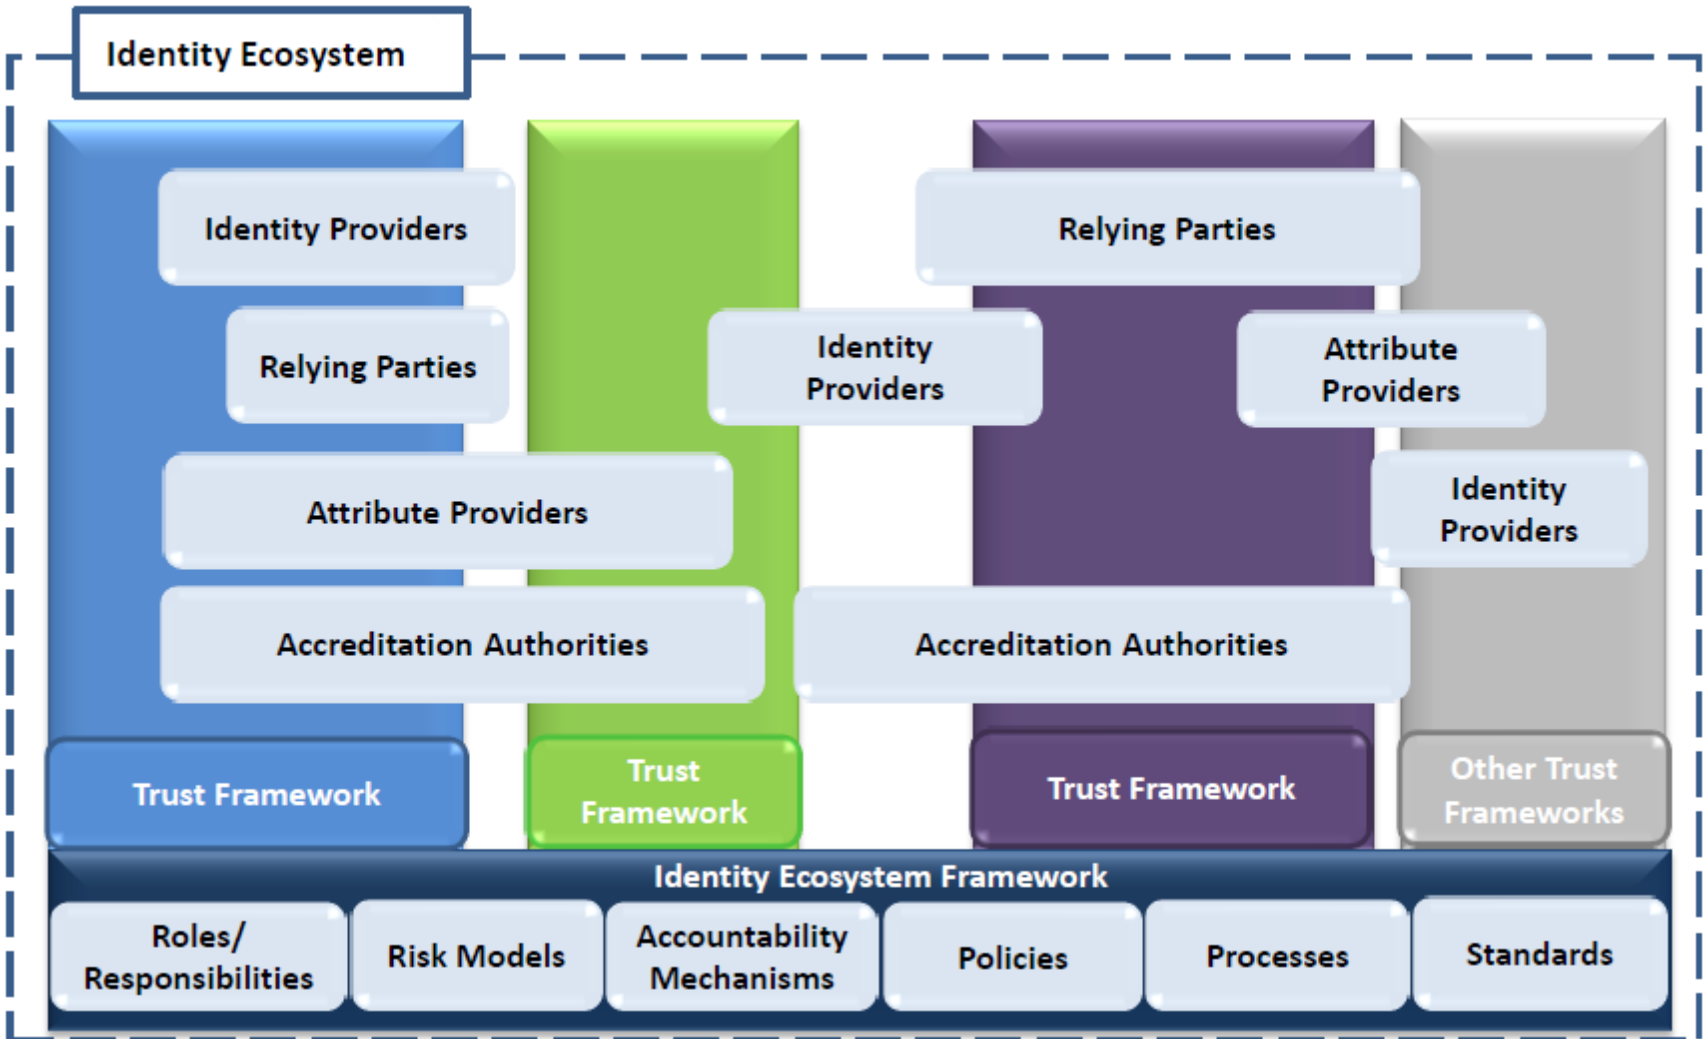 Identity Ecosystem
Identity Providers
Relying Parties
Relying Parties
Identity
Providers
Attribute
Providers
Attribute Providers
Identity
Providers
Accreditation Authorities
Accreditation Authorities
Trust Framework
Trust
Framework
Trust Framework
Other Trust
Frameworks
Identity Ecosystem Framework
Roles/
Responsibilities
Risk Models
Accountability
Mechanisms
Policies
Processes
Standards